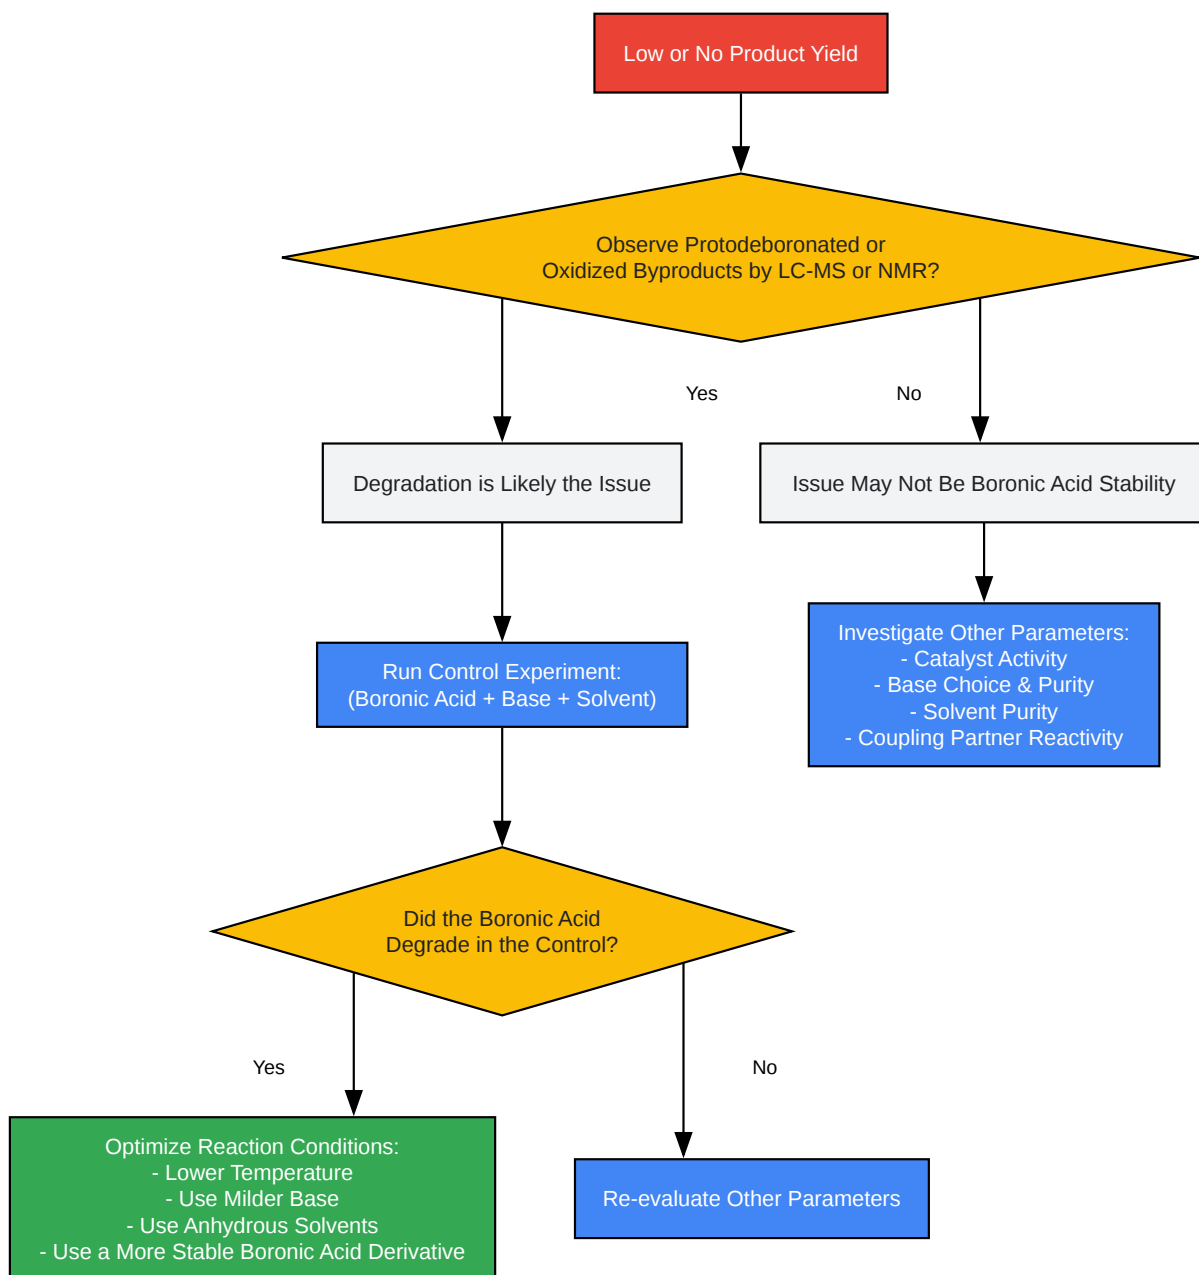 Low or No Product Yield
Observe Protodeboronated or
Oxidized Byproducts by LC-MS or NMR?
Yes
No
Degradation is Likely the Issue
Issue May Not Be Boronic Acid Stability
Run Control Experiment:
(Boronic Acid + Base + Solvent)
Investigate Other Parameters:
- Catalyst Activity
- Base Choice & Purity
- Solvent Purity
- Coupling Partner Reactivity
Did the Boronic Acid
Degrade in the Control?
Yes
No
Optimize Reaction Conditions:
- Lower Temperature
- Use Milder Base
- Use Anhydrous Solvents
- Use a More Stable Boronic Acid Derivative
Re-evaluate Other Parameters